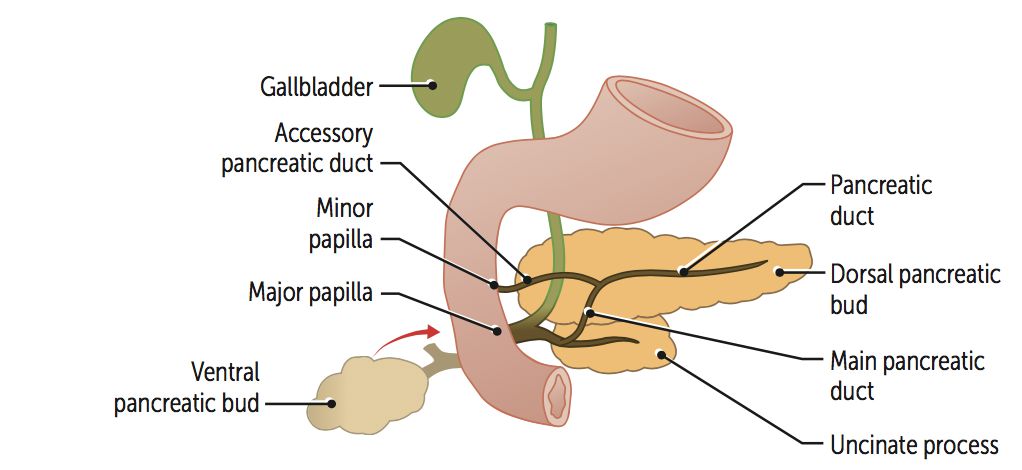 Gallbladder
Accessory
pancreatic duct
Minor
papilla
Major papilla
Ventral
pancreatic bud
Pancreatic
duct
Dorsal pancreatic
bud
Main pancreatic
duct
Uncinate process